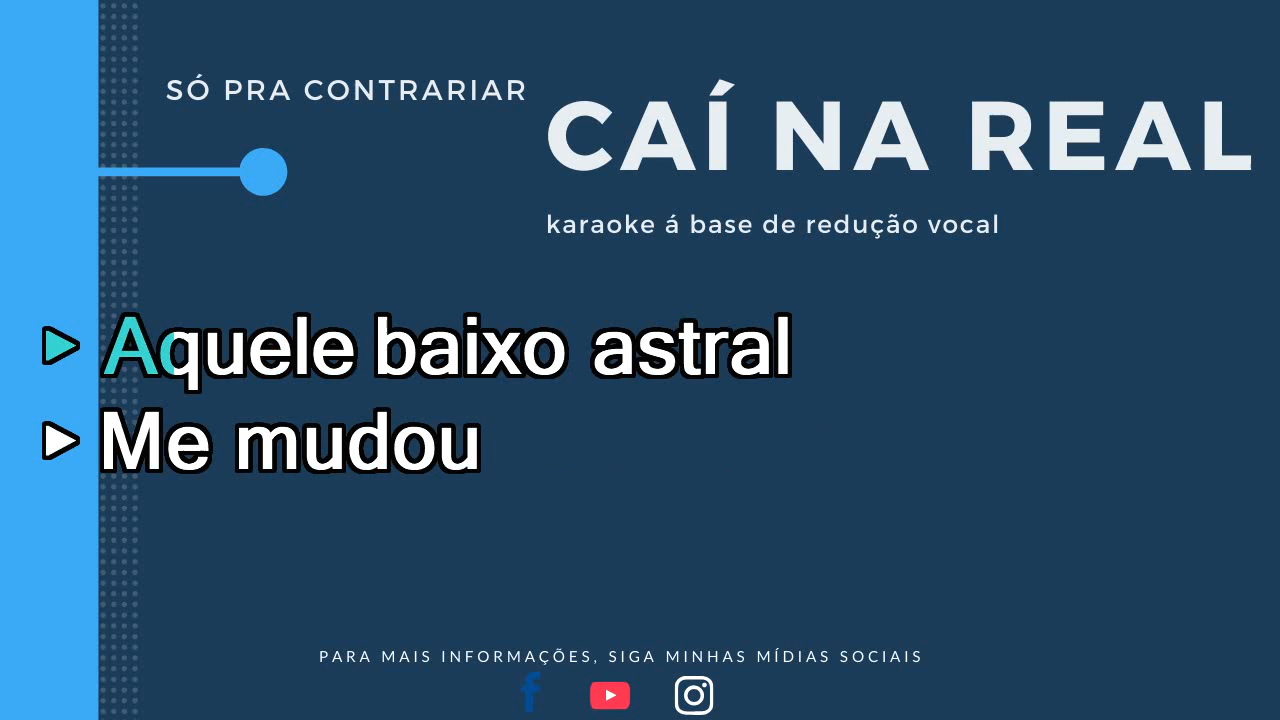 SÓ PRA CONTRARIAR
CAÍ NA REAL
karaoke á base de redução vocal
Aquele baixo astral
Me mudou
PARA MAIS INFORMAÇÕES, SIGA MINHAS MÍDIAS SOCIAIS